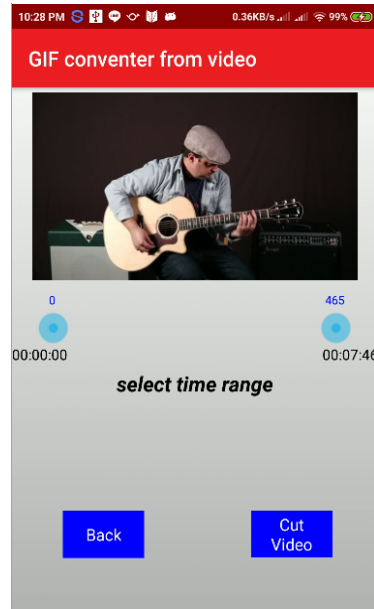 10:28 PM 0.36KB/s 99%
GIF conventer from video
0 465
00:00:00 00:07:46
select time range
Back Cut
Video